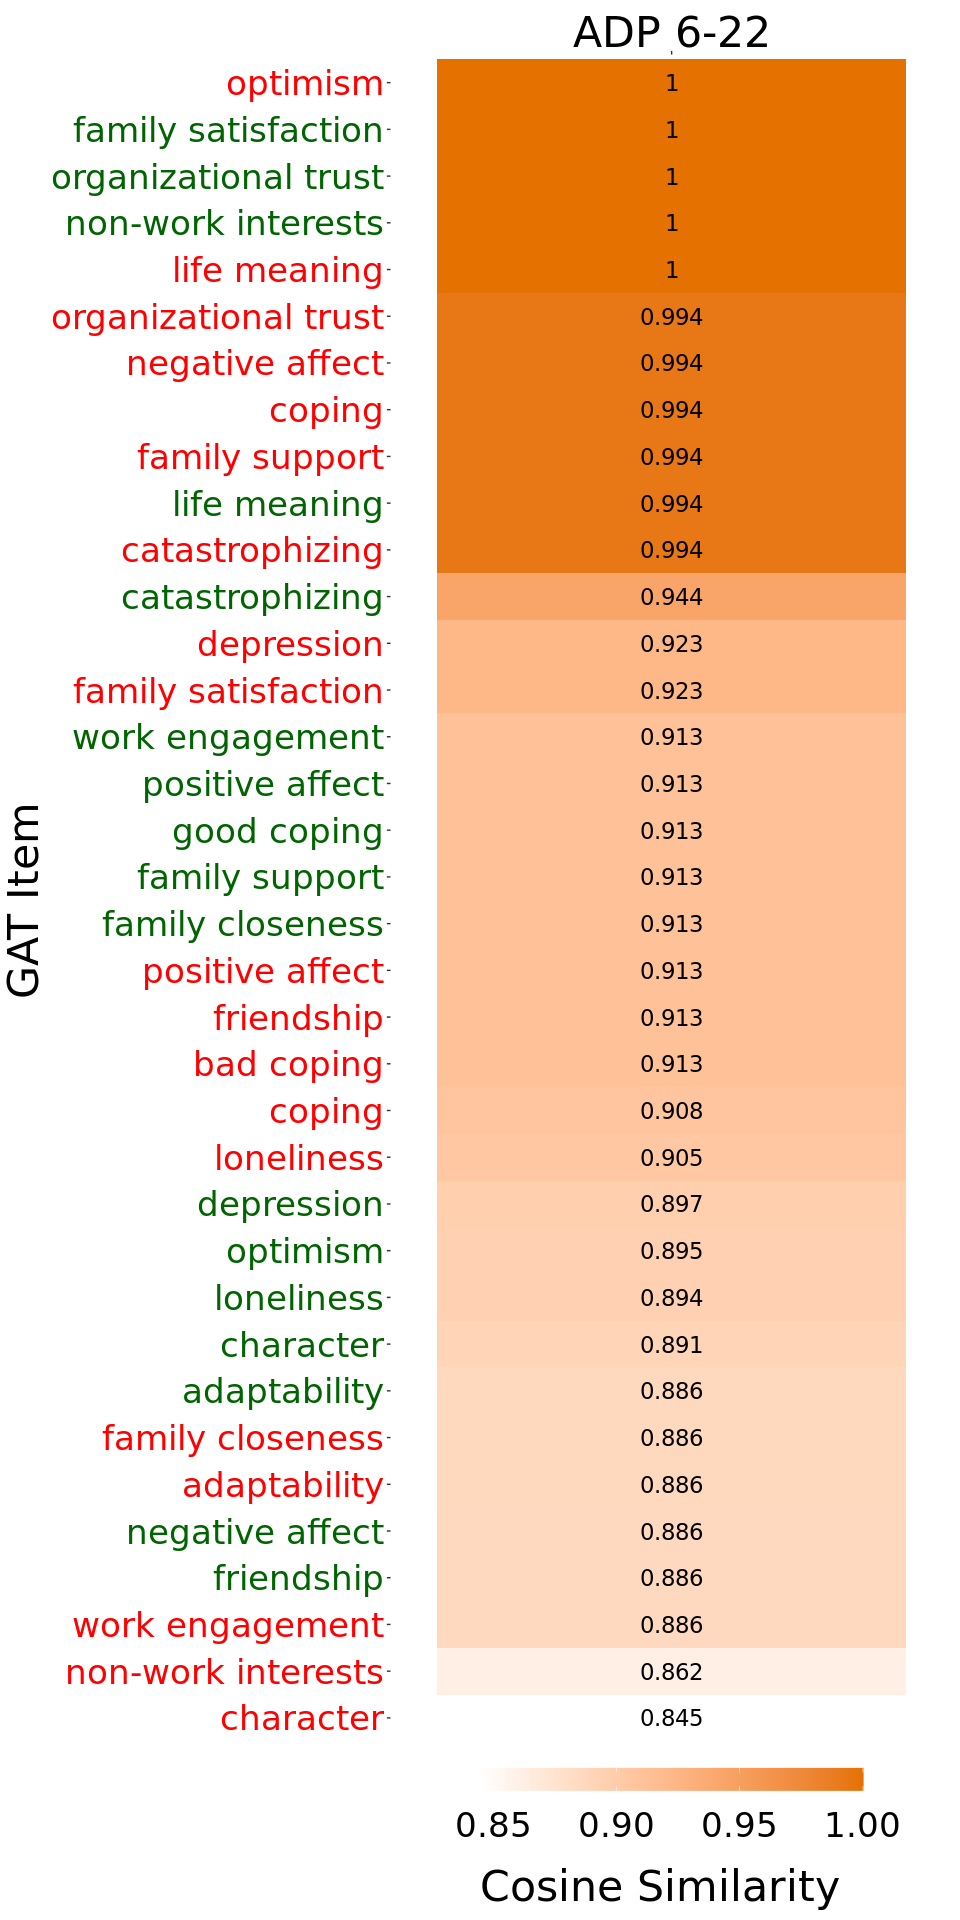 ADP 6-22
optimism 1
family satisfaction 1
organizational trust 1
non-work interests 1
life meaning 1
organizational trust 0.994
negative affect 0.994
coping 0.994
family support 0.994
life meaning 0.994
catastrophizing 0.994
catastrophizing 0.944
depression 0.923
family satisfaction 0.923
work engagement 0.913
positive affect 0.913
good coping 0.913
family support 0.913
family closeness 0.913
positive affect 0.913
friendship 0.913
bad coping 0.913
coping 0.908
loneliness 0.905
depression 0.897
optimism 0.895
loneliness 0.894
character 0.891
adaptability 0.886
family closeness 0.886
adaptability 0.886
negative affect 0.886
friendship 0.886
work engagement 0.886
non-work interests 0.862
character 0.845
GAT Item
0.85 0.90 0.95 1.00
Cosine Similarity